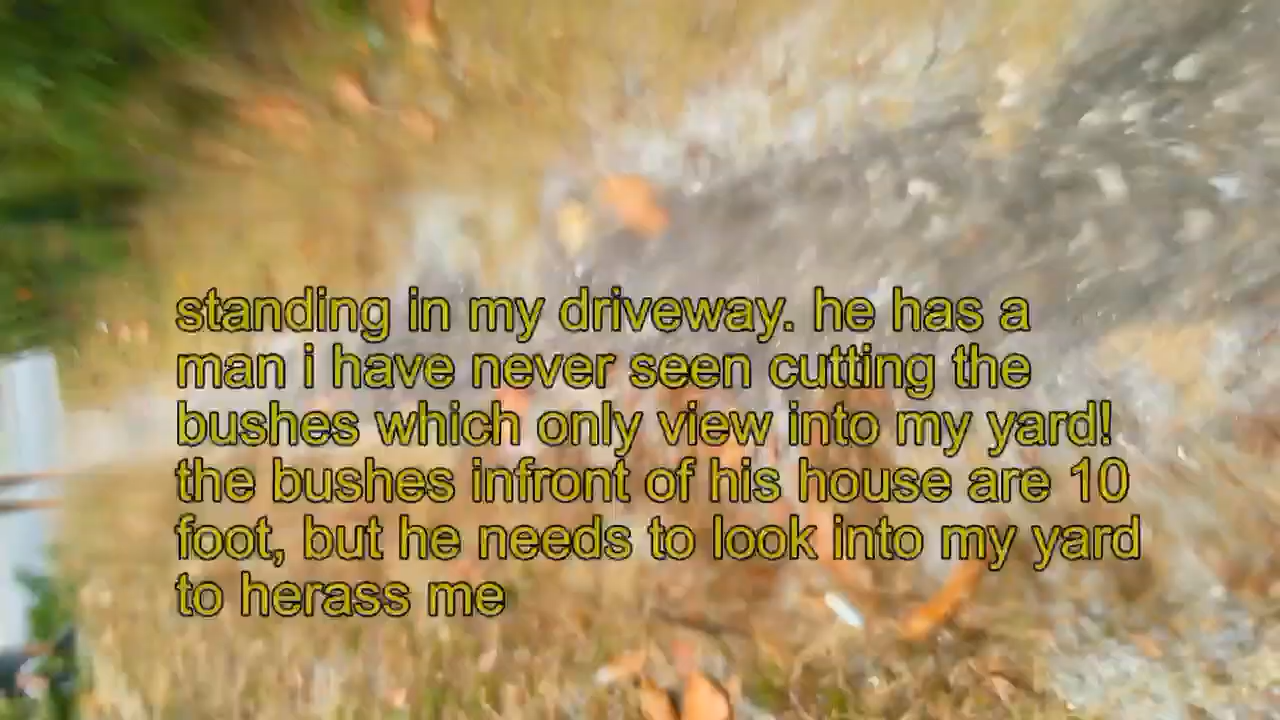 standing in my driveway. he has a
man i have never seen cutting the
bushes which only view into my yard!
the bushes infront of his house are 10
foot, but he needs to look into my yard
to herass me